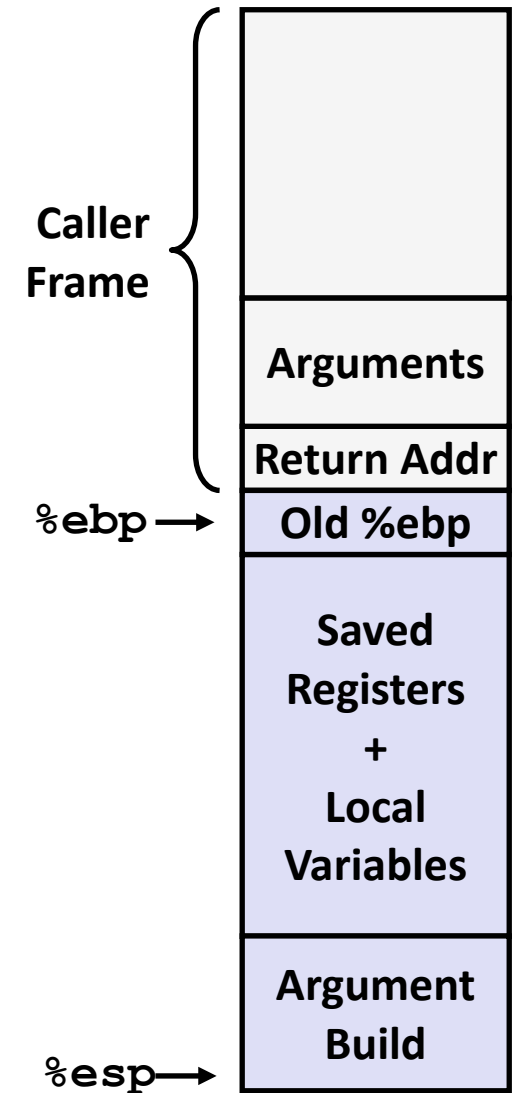 Caller
Frame
Arguments
Return Addr
%ebp
Old %ebp
Saved
Registers
+
Local
Variables
Argument
Build
%esp